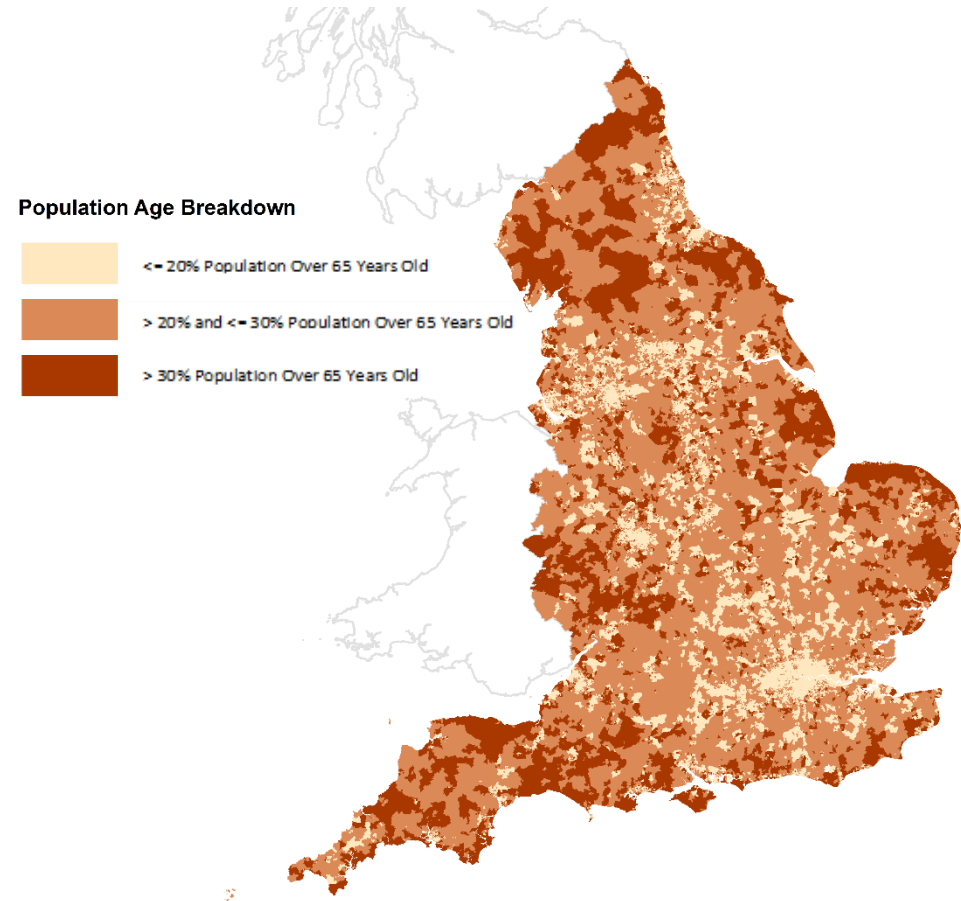 Population Age Breakdown
<= 20% Population Over 65 Years Old
> 20% and <= 30% Population Over 65 Years Old
> 30% Population Over 65 Years Old